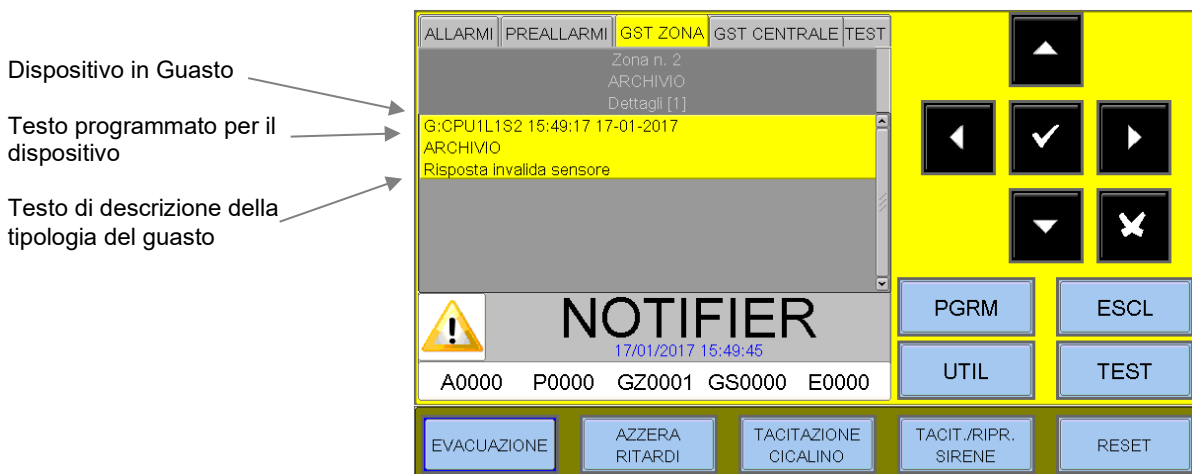 Dispositivo in Guasto
Testo programmato per il
dispositivo
Testo di descrizione della
tipologia del guasto
ALLARMI PREALLARMI GST ZONA GST CENTRALE TEST
Zona n. 2
ARCHIVIO
Dettagli [1]
G:CPU1L1S2 15:49:17 17-01-2017
ARCHIVIO
Risposta invalida sensore
NOTIFIER
17/01/2017 15:49:45
A0000 P0000 GZ0001 GS0000 E0000
PGRM ESCL
UTIL TEST
EVACUAZIONE
AZZERA
RITARDI
TACITAZIONE
CICALINO
TACIT./RIPR.
SIRENE
RESET